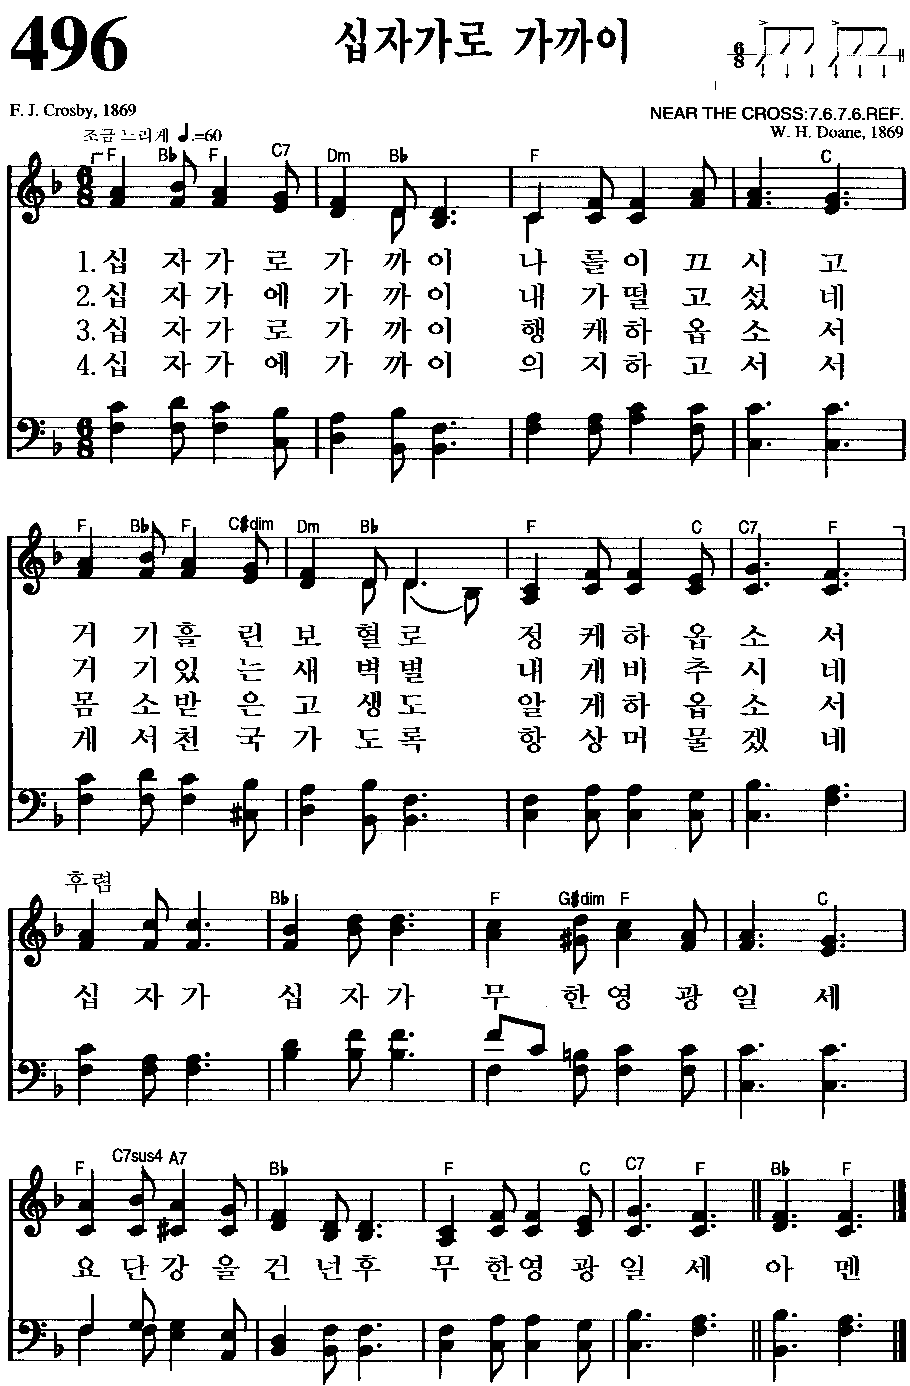 496
십자가로 가까이
6 8
F. J. Crosby, 1869
NEAR THE CROSS:7.6.7.6.REF.
조금 느리게 ♩.=60
W. H. Doane, 1869
F B♭ F C7 Dm B♭ F C
1.십 자 가 로 가 까 이 나 를 이 끄 시 고
2.십 자 가 에 가 까 이 내 가 떨 고 섰 네
3.십 자 가 로 가 까 이 행 케 하 옵 소 서
4.십 자 가 에 가 까 이 의 지 하 고 서 서
F B♭ F C♯dim Dm B♭ F C C7 F
거 기 흘 린 보 혈 로 정 케 하 옵 소 서
거 기 있 는 새 벽 별 내 게 비 추 시 네
몸 소 받 은 고 생 도 알 게 하 옵 소 서
게 서 천 국 가 도 록 항 상 머 물 겠 네
후렴
B♭ F G♯dim F C
십 자 가 십 자 가 무 한 영 광 일 세
F C7sus4 A7 B♭ F C C7 F B♭ F
요 단 강 을 건 넌 후 무 한 영 광 일 세 아 멘